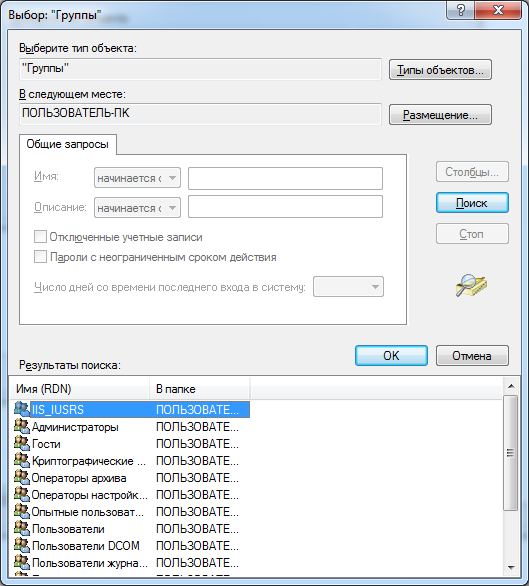 Выбор: "Группы"
Выберите тип объекта:
"Группы"
Типы объектов...
В следующем месте:
ПОЛЬЗОВАТЕЛЬ-ПК
Размещение...
Общие запросы
Имя:
начинается с
Описание:
начинается с
Отключенные учетные записи
Пароли с неограниченным сроком действия
Число дней со времени последнего входа в систему:
Столбцы...
Поиск
Стоп
OK
Отмена
Результаты поиска:
Имя (RDN) В папке
IIS_IUSRS ПОЛЬЗОВАТЕ...
Администраторы ПОЛЬЗОВАТЕ...
Гости ПОЛЬЗОВАТЕ...
Криптографические ... ПОЛЬЗОВАТЕ...
Операторы архива ПОЛЬЗОВАТЕ...
Операторы настройк... ПОЛЬЗОВАТЕ...
Опытные пользоват... ПОЛЬЗОВАТЕ...
Пользователи ПОЛЬЗОВАТЕ...
Пользователи DCOM ПОЛЬЗОВАТЕ...
Пользователи журна... ПОЛЬЗОВАТЕ...